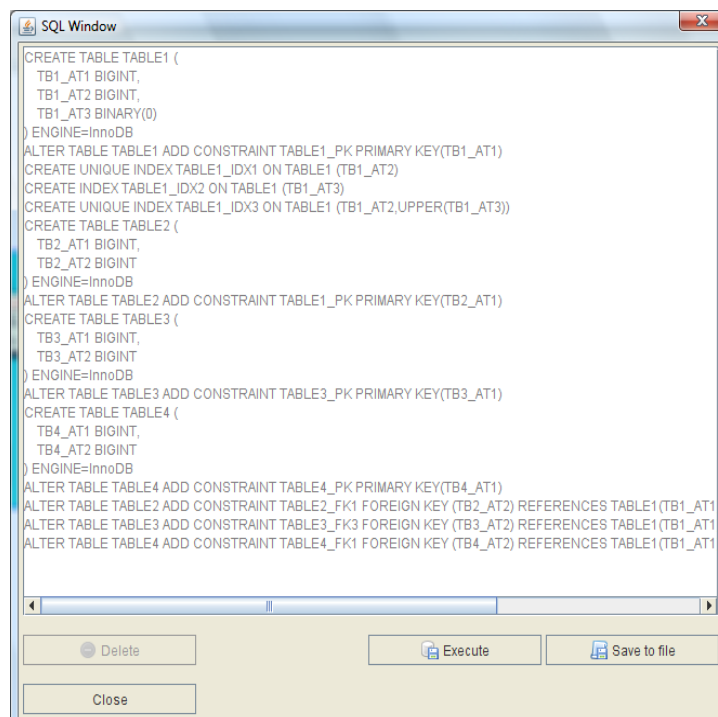 SQL Window
CREATE TABLE TABLE1 (
TB1_AT1 BIGINT,
TB1_AT2 BIGINT,
TB1_AT3 BINARY(0)
) ENGINE=InnoDB
ALTER TABLE TABLE1 ADD CONSTRAINT TABLE1_PK PRIMARY KEY(TB1_AT1)
CREATE UNIQUE INDEX TABLE1_IDX1 ON TABLE1 (TB1_AT2)
CREATE INDEX TABLE1_IDX2 ON TABLE1 (TB1_AT3)
CREATE UNIQUE INDEX TABLE1_IDX3 ON TABLE1 (TB1_AT2,UPPER(TB1_AT3))
CREATE TABLE TABLE2 (
TB2_AT1 BIGINT,
TB2_AT2 BIGINT
) ENGINE=InnoDB
ALTER TABLE TABLE2 ADD CONSTRAINT TABLE1_PK PRIMARY KEY(TB2_AT1)
CREATE TABLE TABLE3 (
TB3_AT1 BIGINT,
TB3_AT2 BIGINT
) ENGINE=InnoDB
ALTER TABLE TABLE3 ADD CONSTRAINT TABLE3_PK PRIMARY KEY(TB3_AT1)
CREATE TABLE TABLE4 (
TB4_AT1 BIGINT,
TB4_AT2 BIGINT
) ENGINE=InnoDB
ALTER TABLE TABLE4 ADD CONSTRAINT TABLE4_PK PRIMARY KEY(TB4_AT1)
ALTER TABLE TABLE2 ADD CONSTRAINT TABLE2_FK1 FOREIGN KEY (TB2_AT2) REFERENCES TABLE1(TB1_AT1
ALTER TABLE TABLE3 ADD CONSTRAINT TABLE3_FK3 FOREIGN KEY (TB3_AT2) REFERENCES TABLE1(TB1_AT1
ALTER TABLE TABLE4 ADD CONSTRAINT TABLE4_FK1 FOREIGN KEY (TB4_AT2) REFERENCES TABLE1(TB1_AT1
Delete
Execute
Save to file
Close